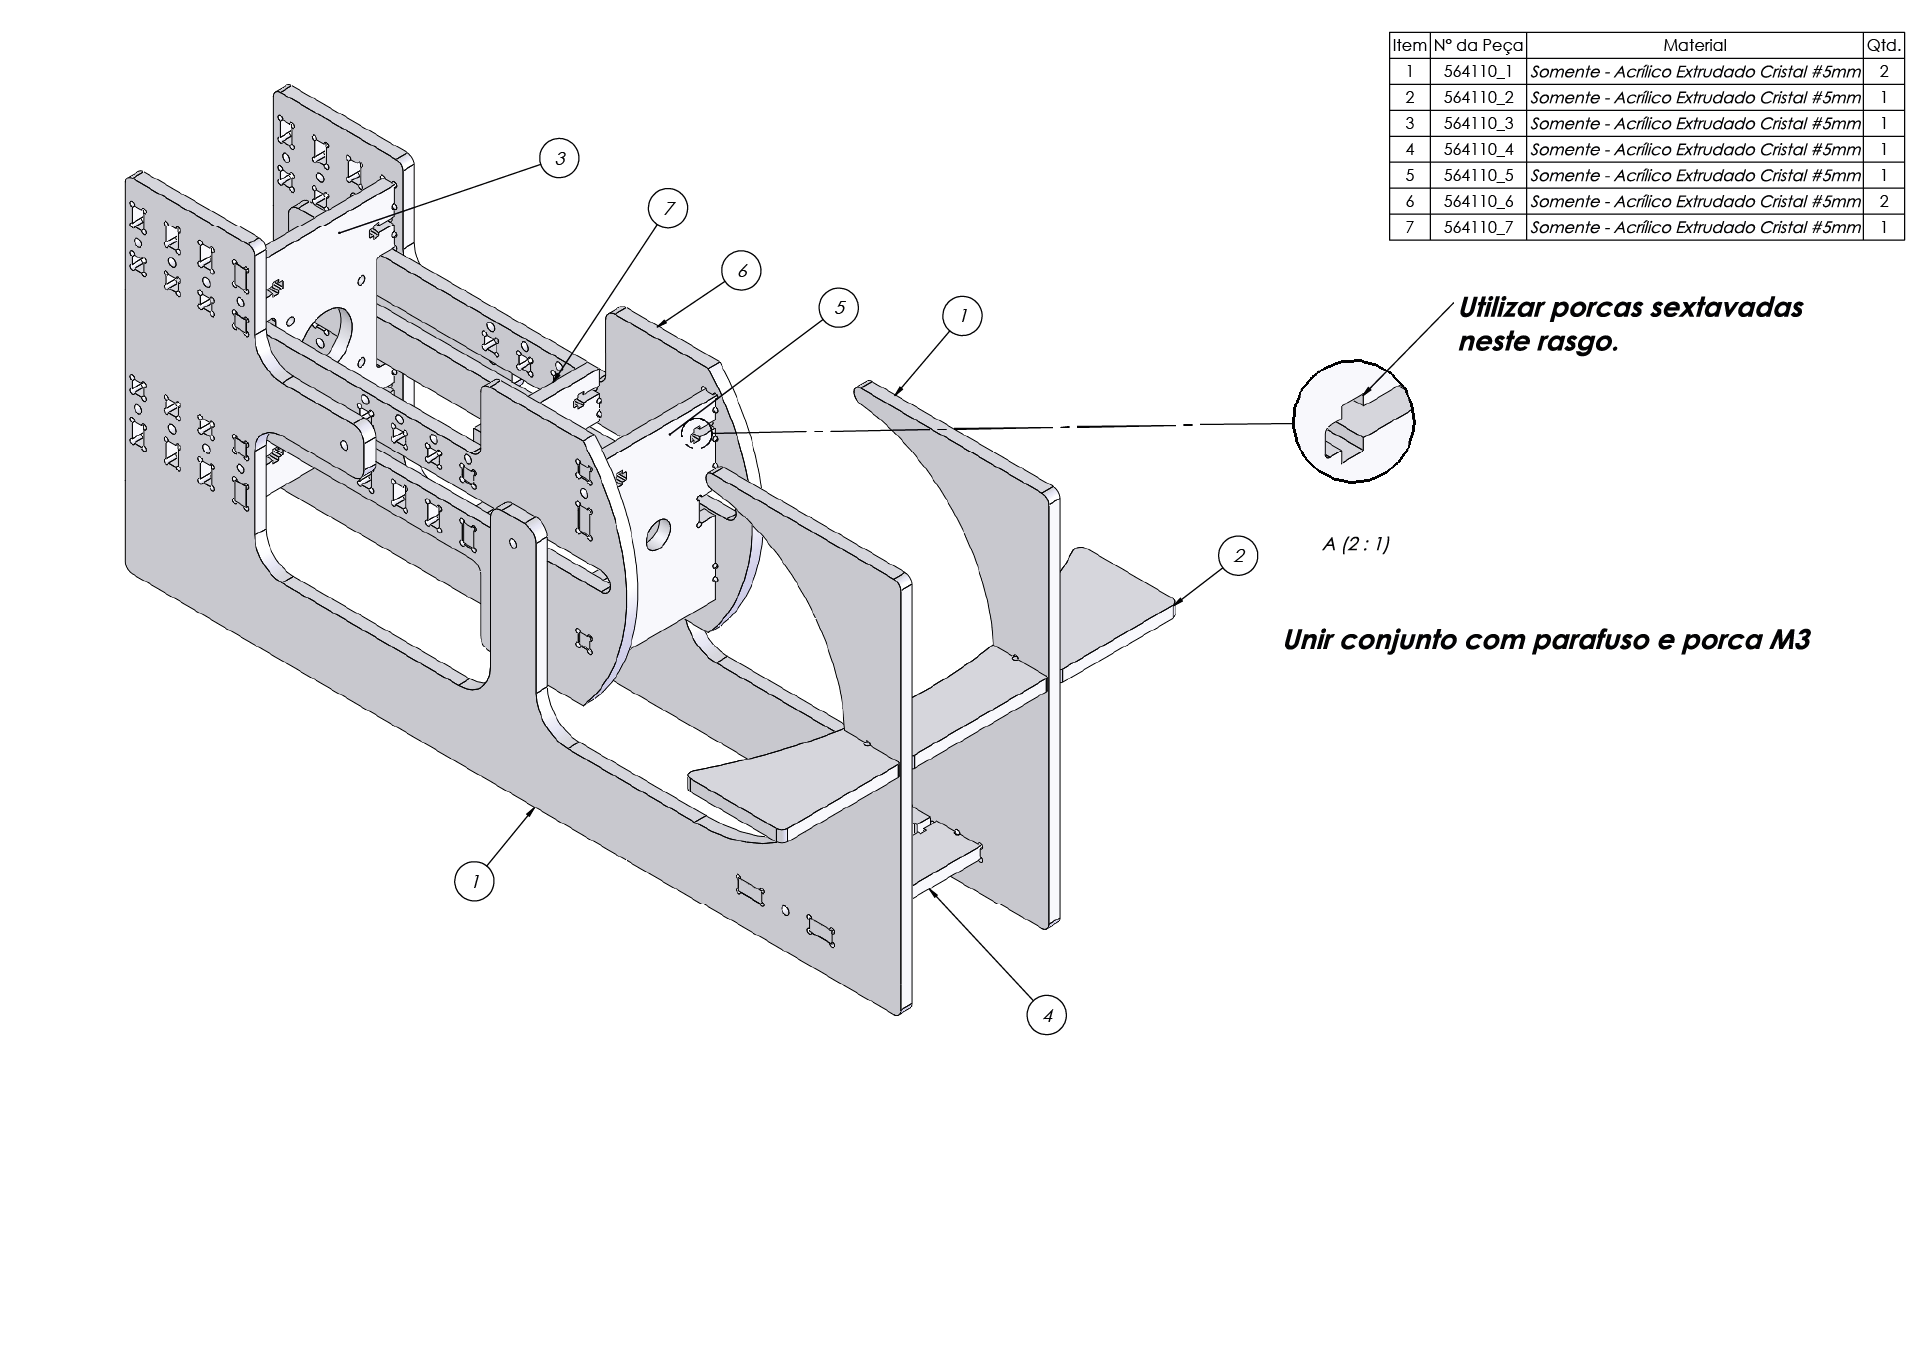 Item Nº da Peça Material Qtd.
1 564110_1 Somente - Acrílico Extrudado Cristal #5mm 2
2 564110_2 Somente - Acrílico Extrudado Cristal #5mm 1
3 564110_3 Somente - Acrílico Extrudado Cristal #5mm 1
4 564110_4 Somente - Acrílico Extrudado Cristal #5mm 1
5 564110_5 Somente - Acrílico Extrudado Cristal #5mm 1
6 564110_6 Somente - Acrílico Extrudado Cristal #5mm 2
7 564110_7 Somente - Acrílico Extrudado Cristal #5mm 1
3
7
6
5
1
Utilizar porcas sextavadas
neste rasgo.
A (2 : 1)
2
Unir conjunto com parafuso e porca M3
1
4